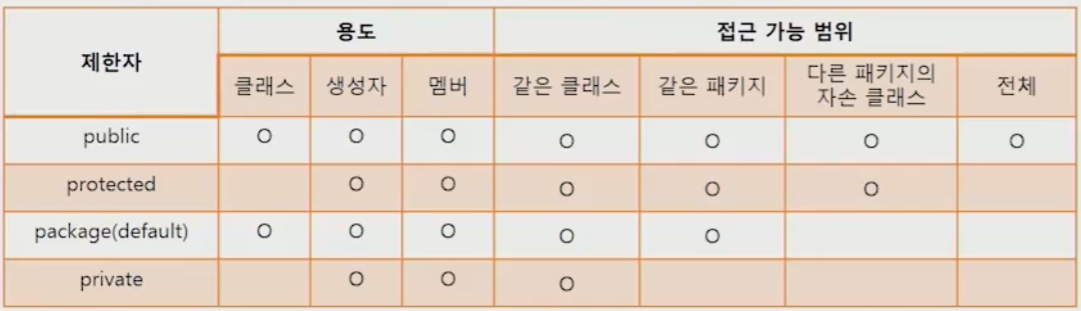 제한자 용도 접근 가능 범위
클래스 생성자 멤버 같은 클래스 같은 패키지 다른 패키지의 자손 클래스 전체
public O O O O O O O
protected O O O O O
package(default) O O O O O
private O O O